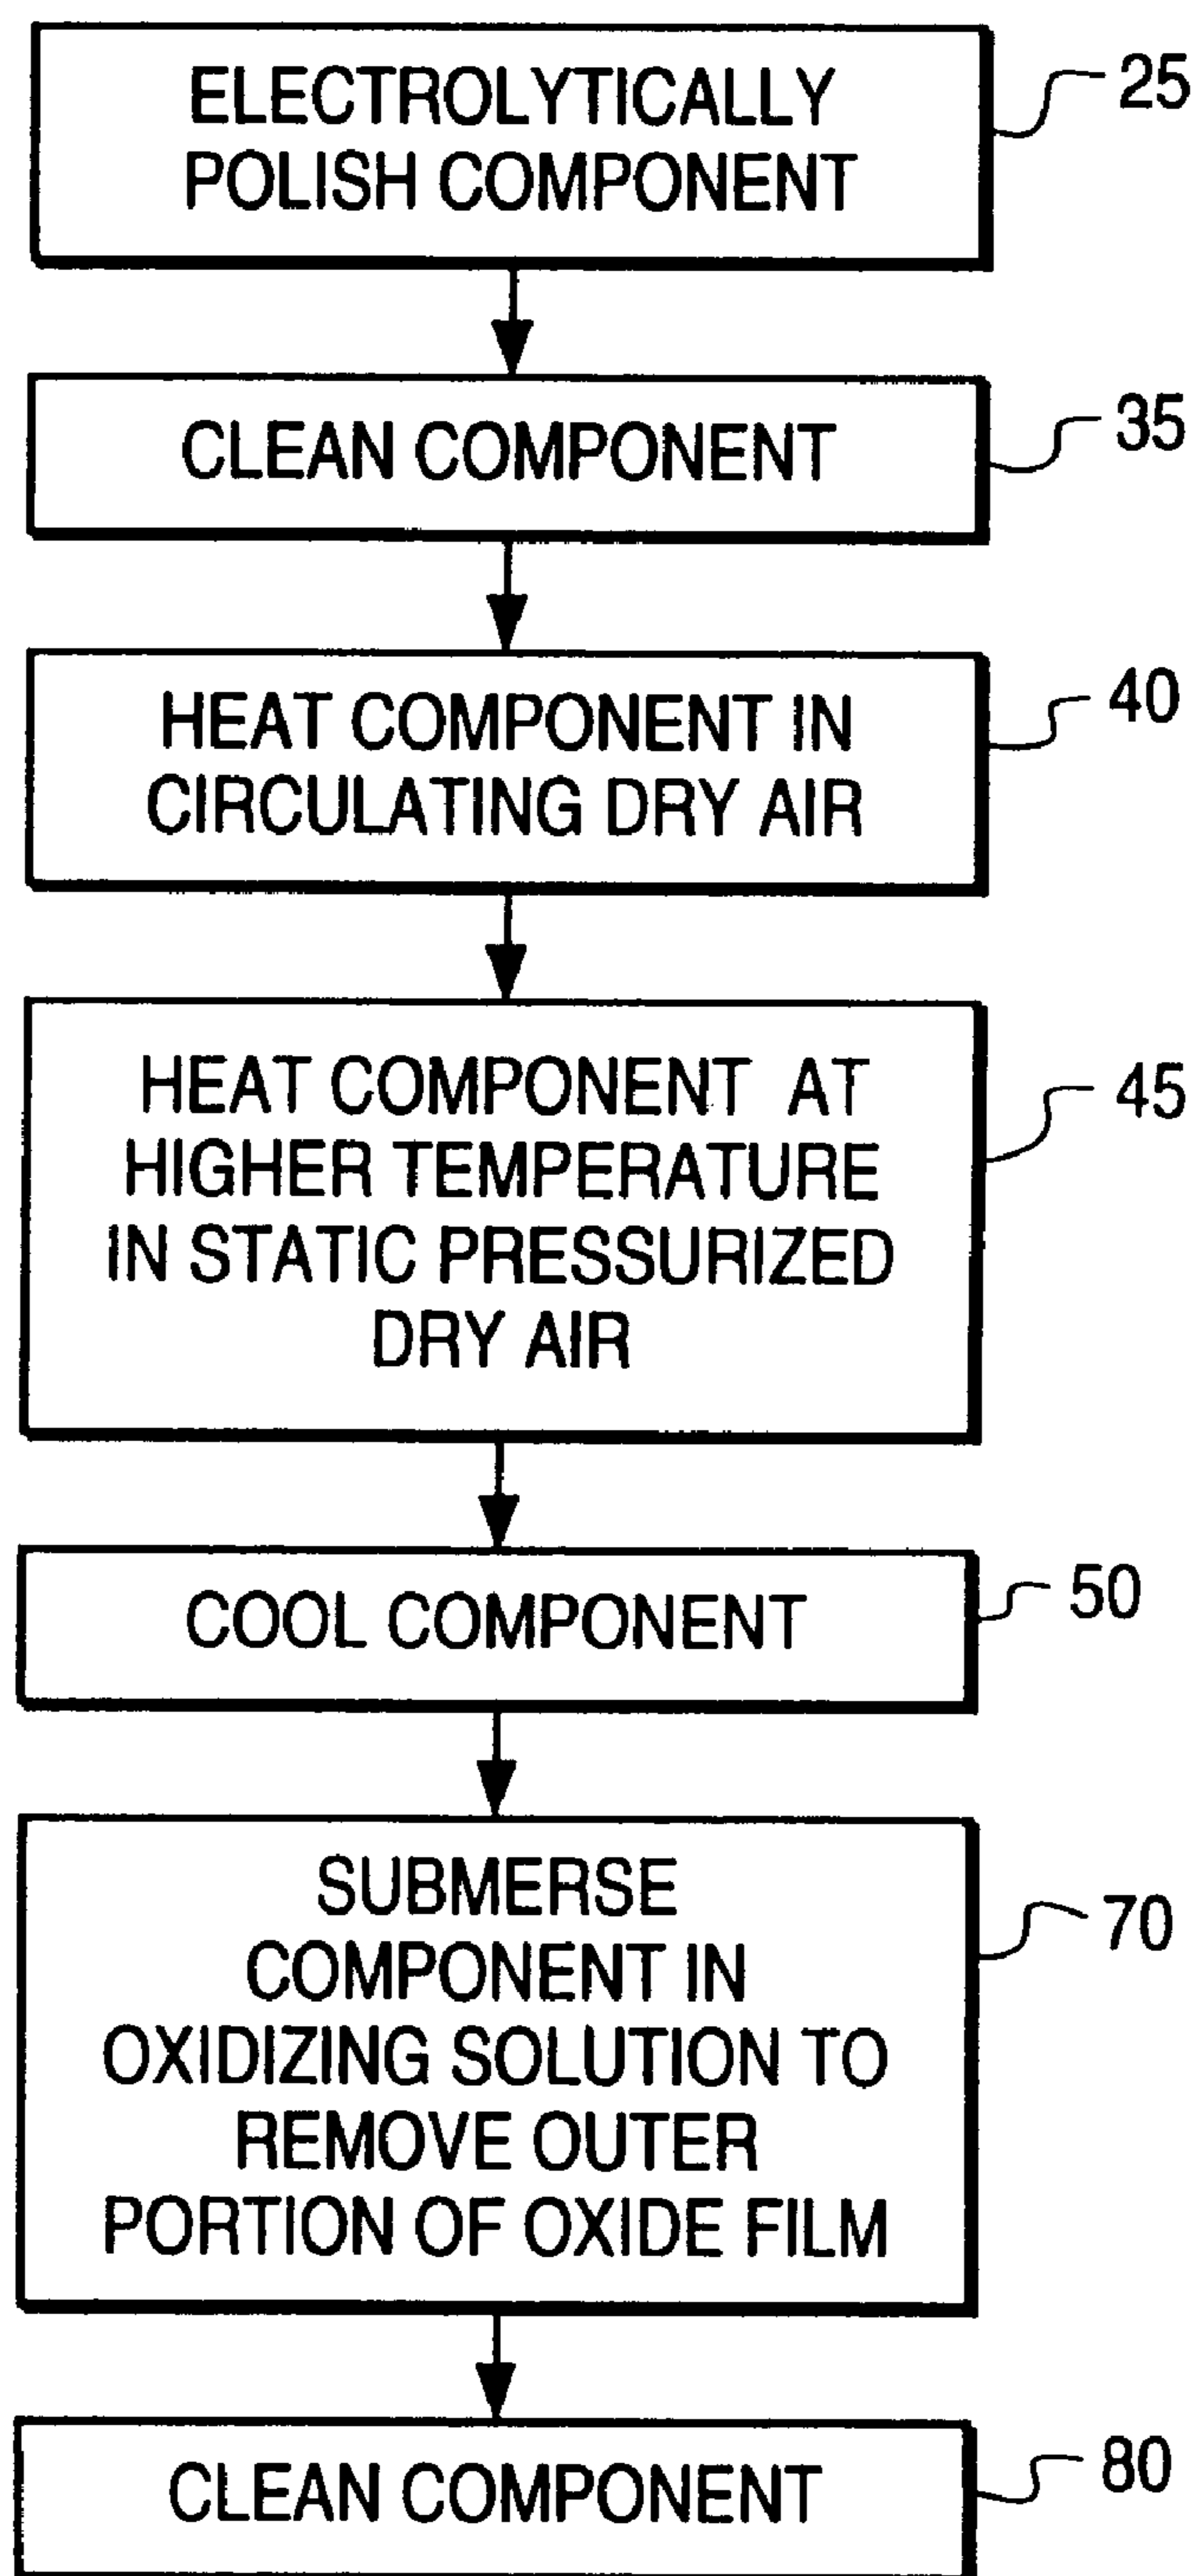 ELECTROLYTICALLY
POLISH COMPONENT
25
CLEAN COMPONENT
35
HEAT COMPONENT IN
CIRCULATING DRY AIR
40
HEAT COMPONENT AT
HIGHER TEMPERATURE
IN STATIC PRESSURIZED
DRY AIR
45
COOL COMPONENT
50
SUBMERSE
COMPONENT IN
OXIDIZING SOLUTION TO
REMOVE OUTER
PORTION OF OXIDE FILM
70
CLEAN COMPONENT
80